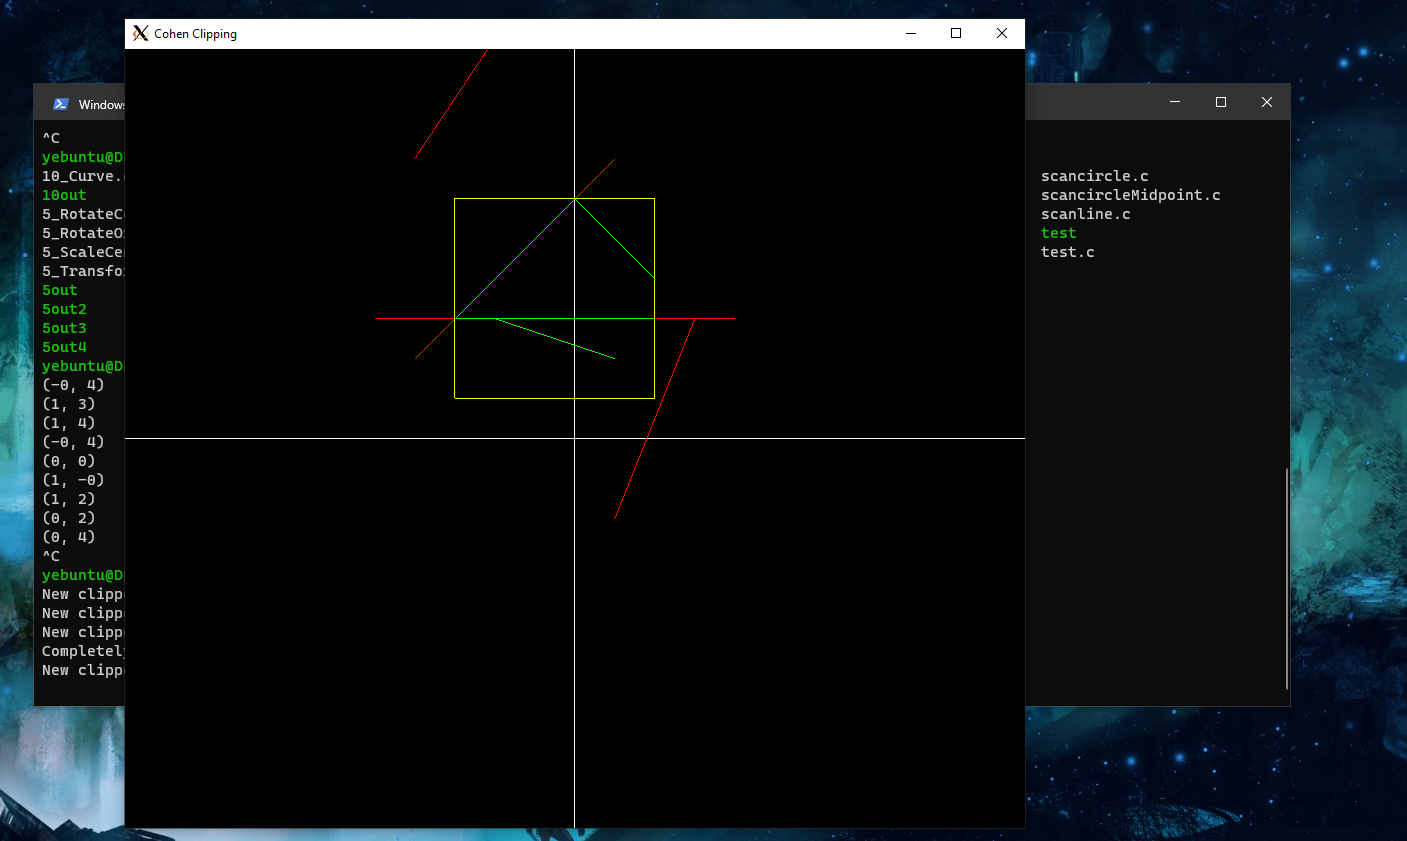 Cohen Clipping
Windows
^C
yebuntu@D
10_Curve.
10out
5_RotateC
5_RotateO
5_ScaleCe
5_Transfo
5out
5out2
5out3
5out4
yebuntu@D
(-0, 4)
(1, 3)
(1, 4)
(-0, 4)
(0, 0)
(1, -0)
(1, 2)
(0, 2)
(0, 4)
^C
yebuntu@D
New clipp
New clipp
New clipp
Completely
New clipp
scancircle.c
scancircleMidpoint.c
scanline.c
test
test.c